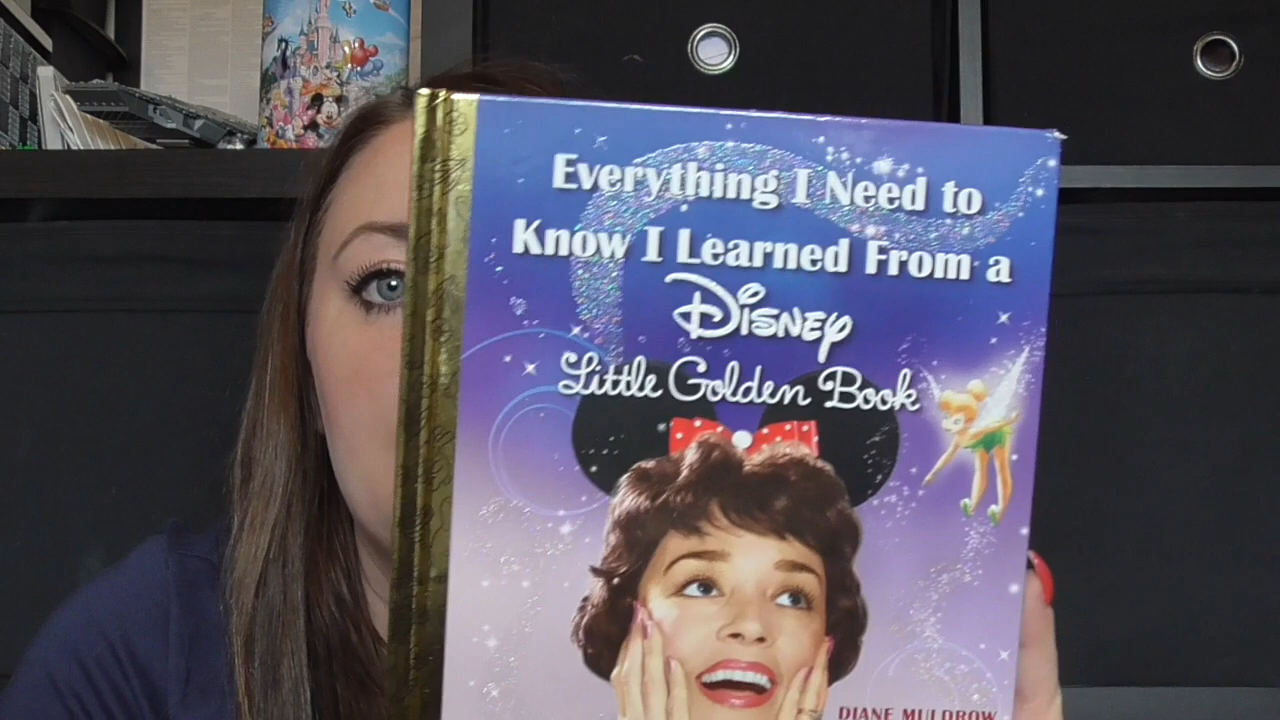 Everything I Need to
Know I Learned From a
Disney
Little Golden Book
DIANE MULDROW